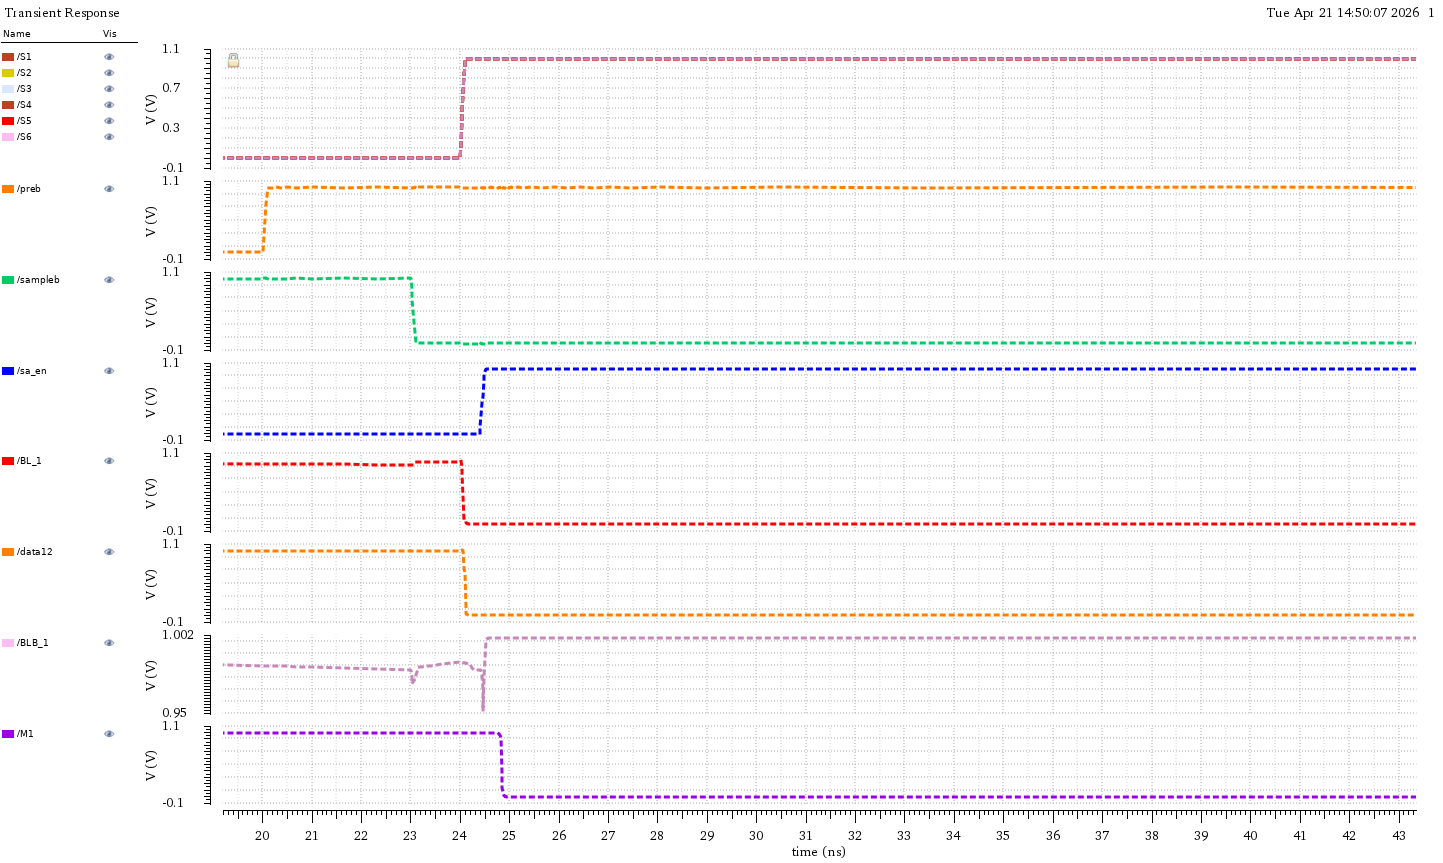 Transient Response
Tue Apr 21 14:50:07 2026 1
Name Vis
/S1
/S2
/S3
/S4
/S5
/S6
1.1
0.7
0.3
-0.1
V (V)
/preb
1.1
-0.1
V (V)
/sampleb
1.1
-0.1
V (V)
/sa_en
1.1
-0.1
V (V)
/BL_1
1.1
-0.1
V (V)
/data12
1.1
-0.1
V (V)
/BLB_1
1.002
0.95
V (V)
/M1
1.1
-0.1
V (V)
20 21 22 23 24 25 26 27 28 29 30 31 32 33 34 35 36 37 38 39 40 41 42 43
time (ns)